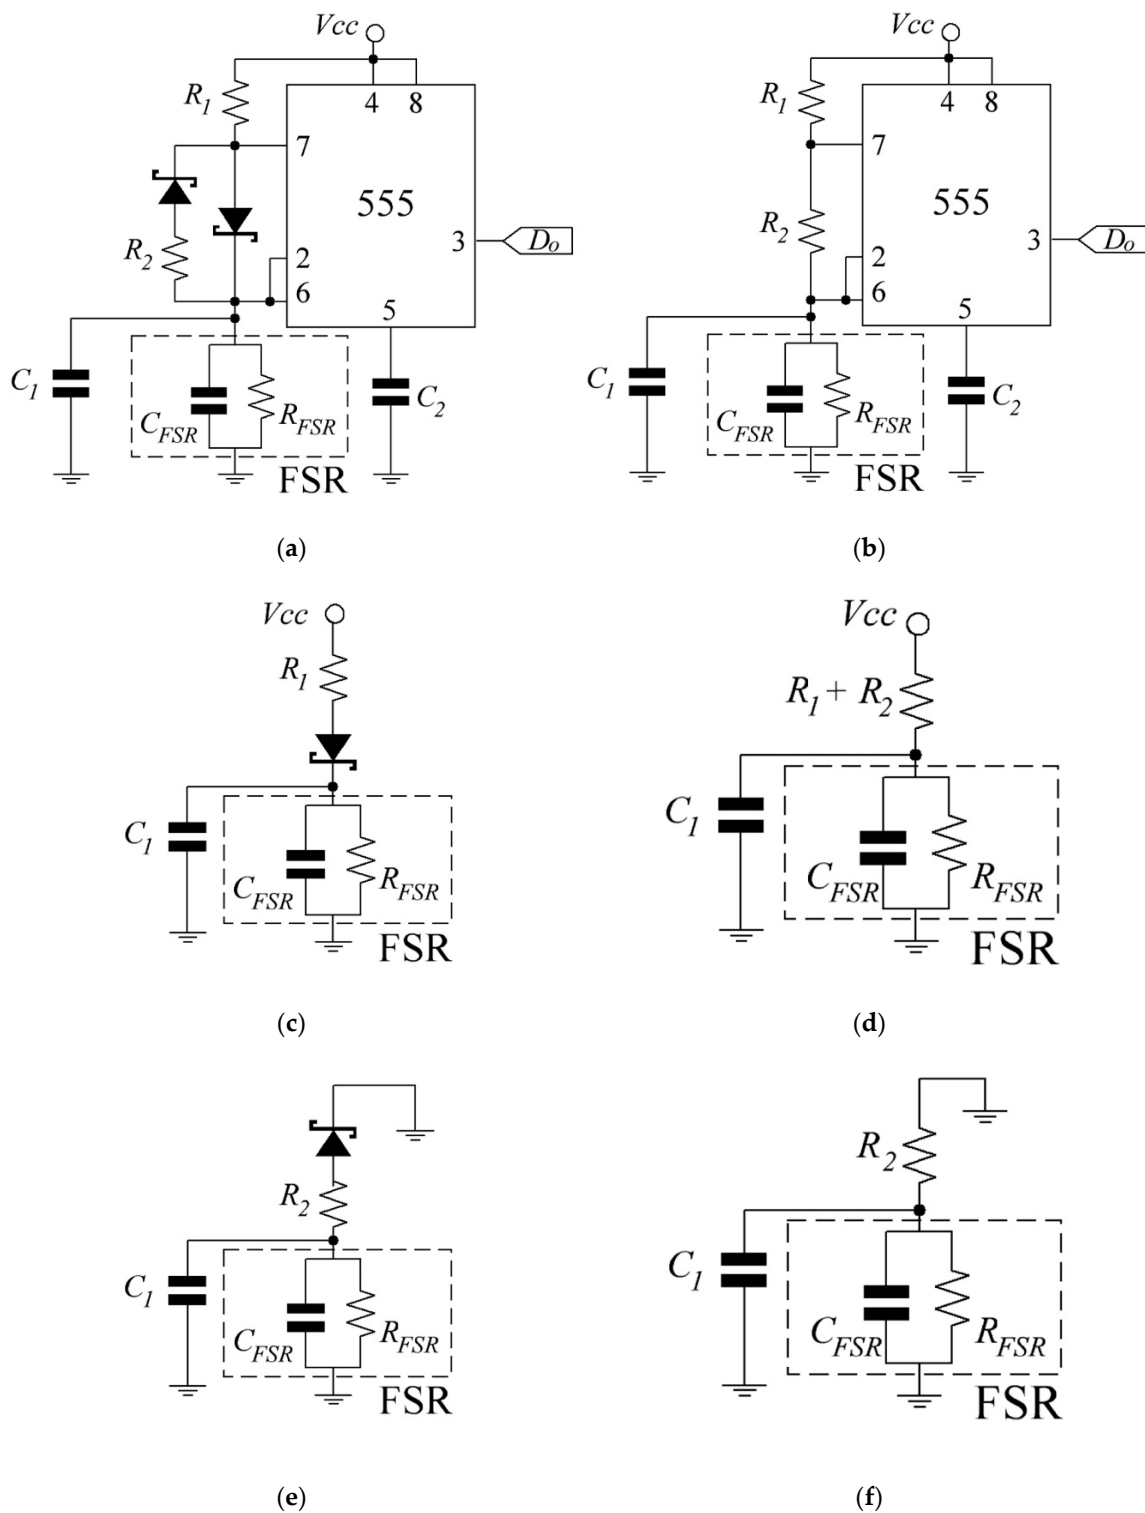 Vcc
R1
4
8
7
555
R2
2
3
Do
6
5
C1
CFSR
RFSR
C2
FSR
(a)
Vcc
R1
4
8
7
555
R2
2
3
Do
6
5
C1
CFSR
RFSR
C2
FSR
(b)
Vcc
R1
C1
CFSR
RFSR
FSR
(c)
Vcc
R1 + R2
C1
CFSR
RFSR
FSR
(d)
R2
C1
CFSR
RFSR
FSR
(e)
R2
C1
CFSR
RFSR
FSR
(f)